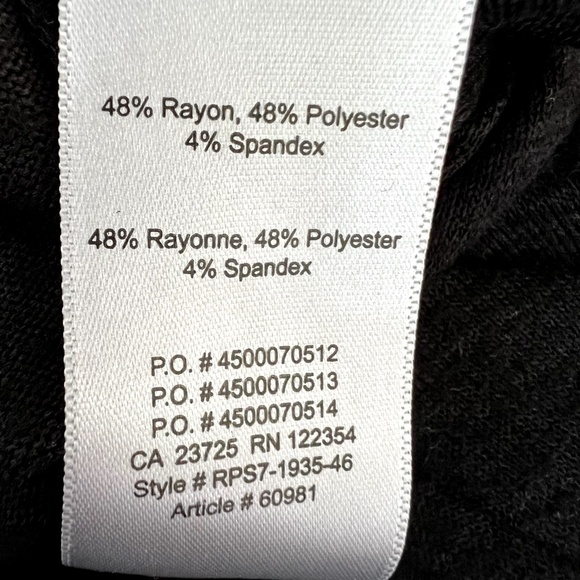 48% Rayon, 48% Polyester
4% Spandex
48% Rayonne, 48% Polyester
4% Spandex
P.O. # 4500070512
P.O. # 4500070513
P.O. # 4500070514
CA 23725 RN 122354
Style # RPS7-1935-46
Article # 60981